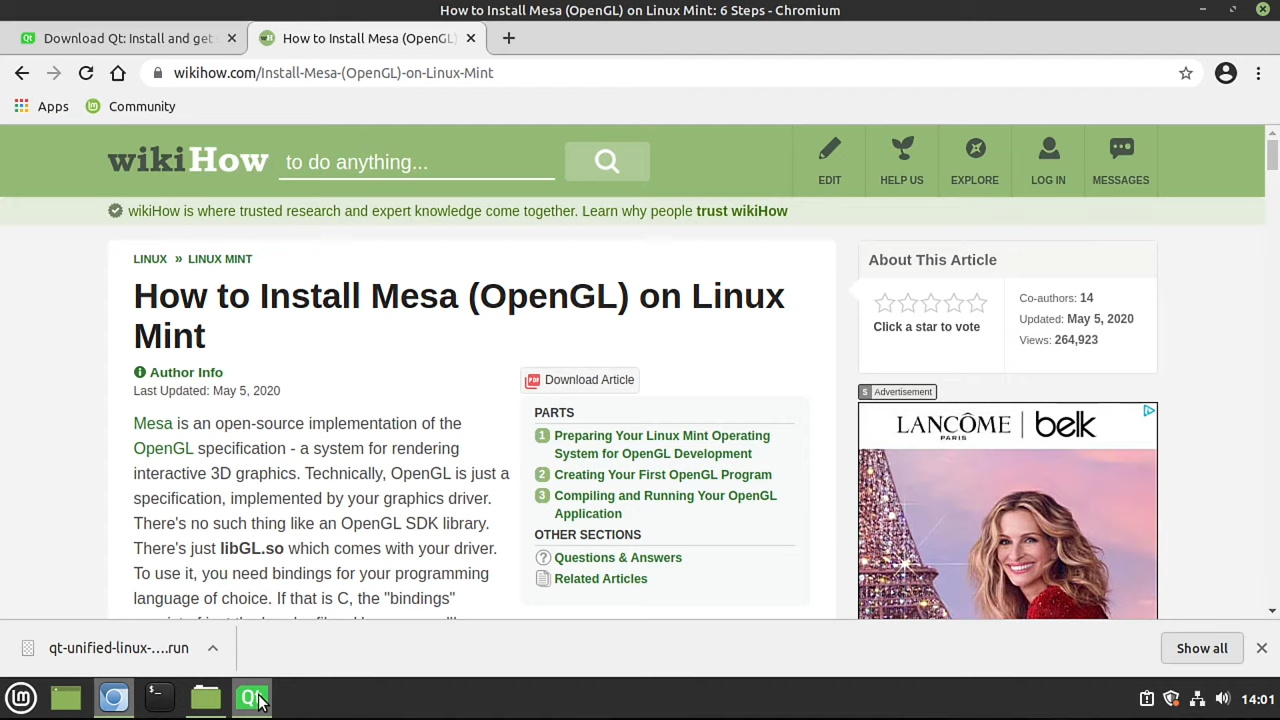 How to Install Mesa (OpenGL) on Linux Mint: 6 Steps - Chromium
Download Qt: Install and get
How to Install Mesa (OpenGL)
wikihow.com/Install-Mesa-(OpenGL)-on-Linux-Mint
Apps
Community
wikiHow
to do anything...
EDIT
HELP US
EXPLORE
LOG IN
MESSAGES
wikiHow is where trusted research and expert knowledge come together. Learn why people trust wikiHow
LINUX » LINUX MINT
How to Install Mesa (OpenGL) on Linux
Mint
Author Info
Last Updated: May 5, 2020
Download Article
Mesa is an open-source implementation of the
OpenGL specification - a system for rendering
interactive 3D graphics. Technically, OpenGL is just a
specification, implemented by your graphics driver.
There's no such thing like an OpenGL SDK library.
There's just libGL.so which comes with your driver.
To use it, you need bindings for your programming
language of choice. If that is C, the "bindings"
PARTS
1 Preparing Your Linux Mint Operating
System for OpenGL Development
2 Creating Your First OpenGL Program
3 Compiling and Running Your OpenGL
Application
OTHER SECTIONS
Questions & Answers
Related Articles
About This Article
Click a star to vote
Co-authors: 14
Updated: May 5, 2020
Views: 264,923
S Advertisement
LANCÔME
PARIS
belk
qt-unified-linux-....run
Show all
Qt
14:01